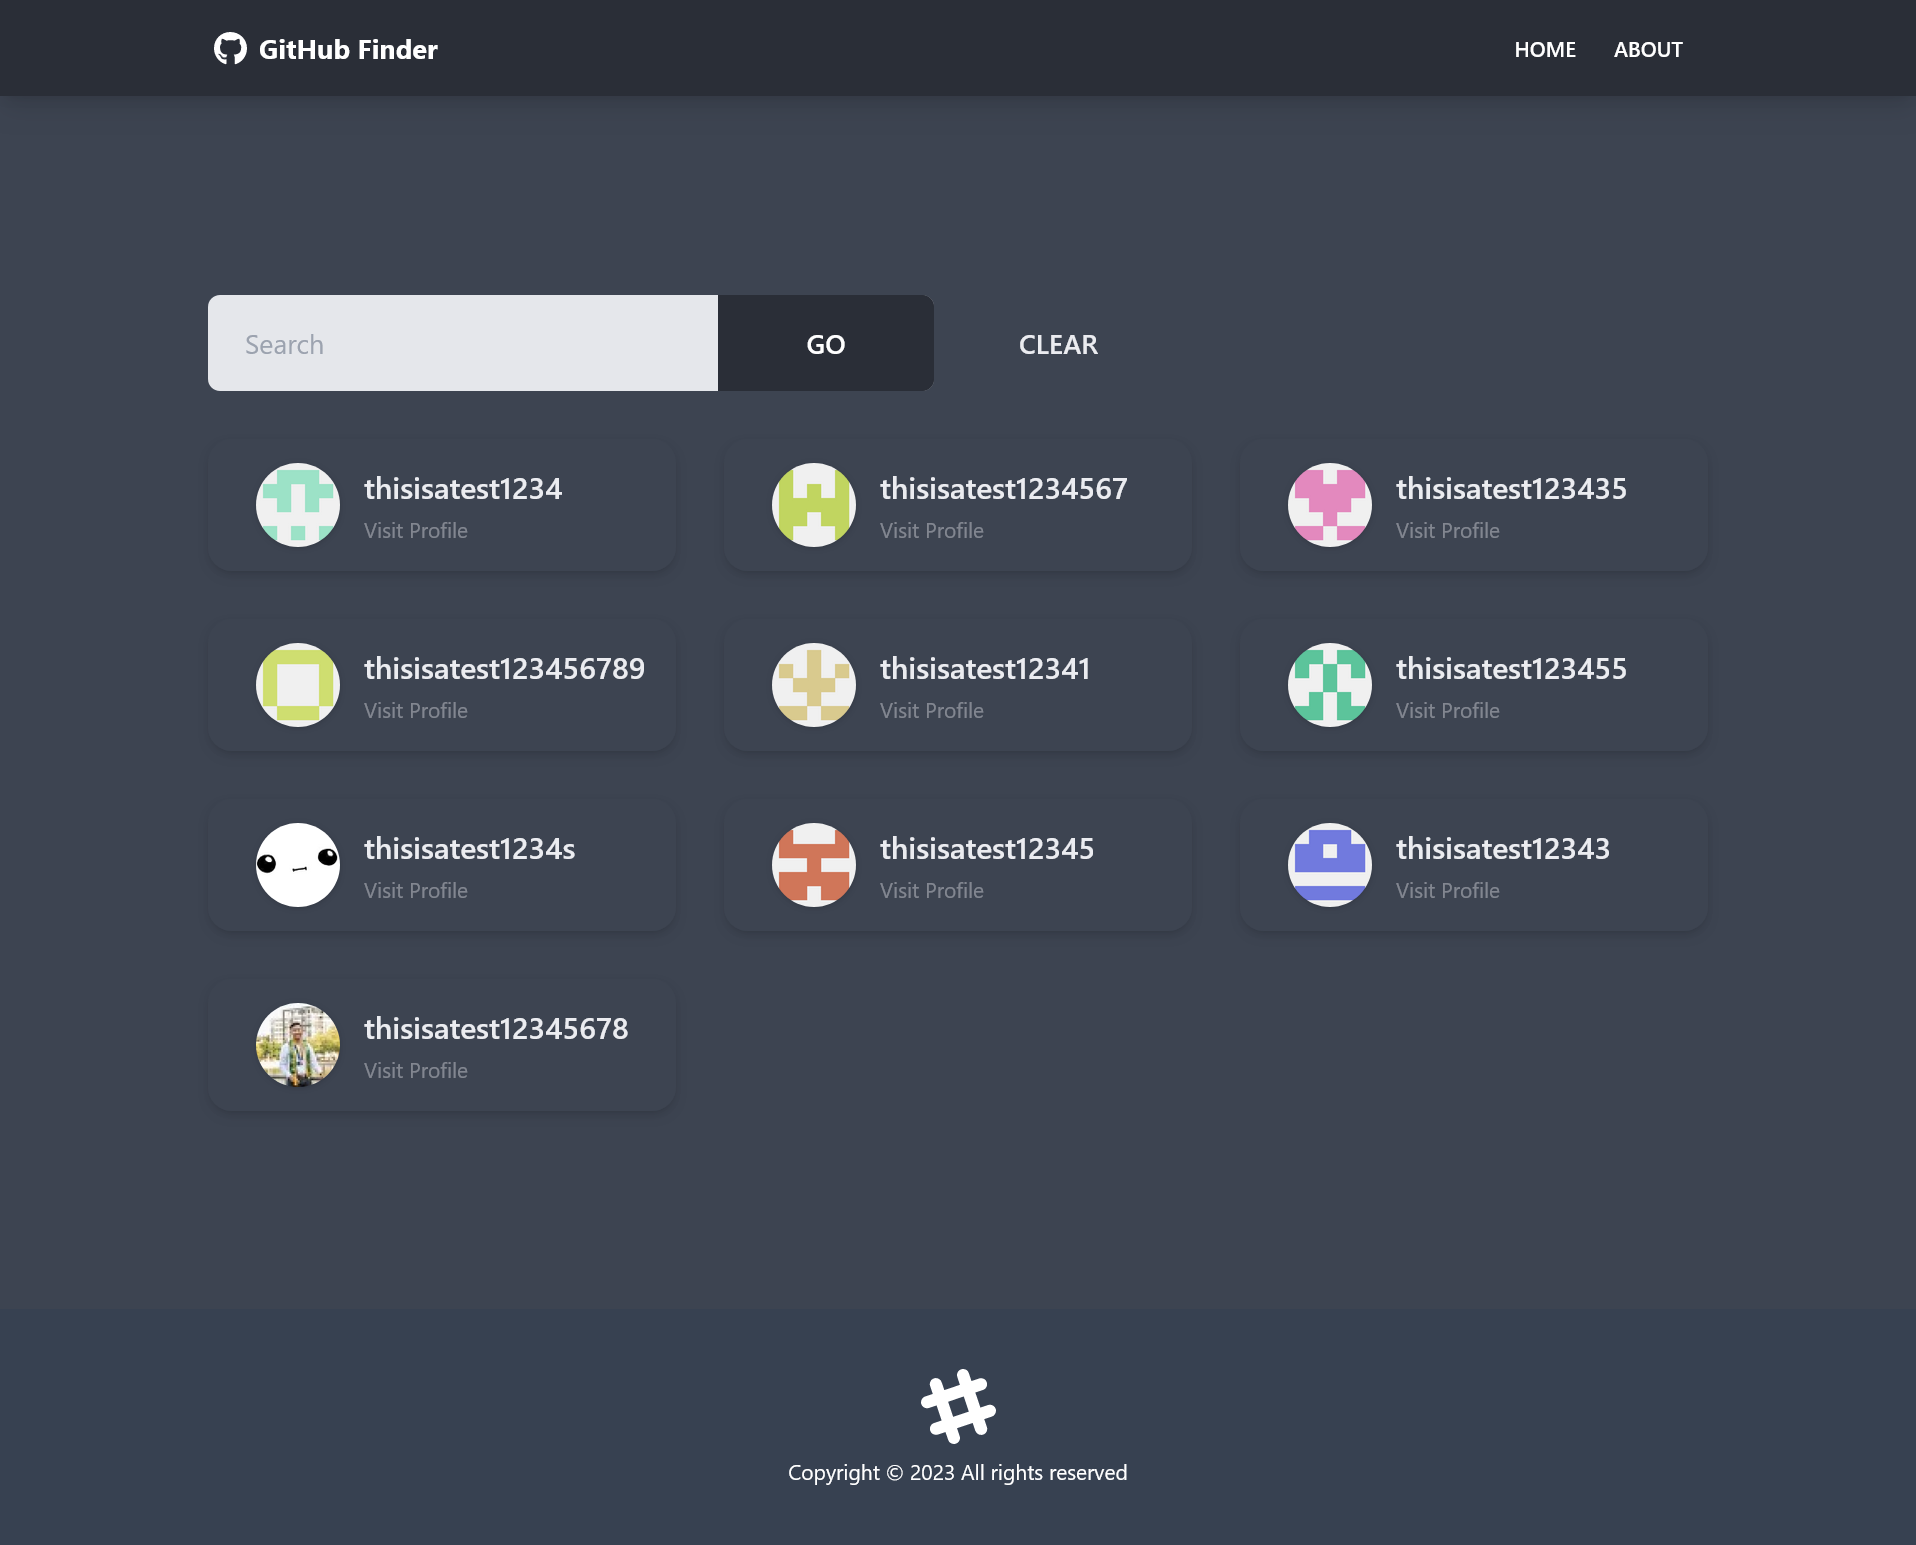 GitHub Finder
HOME ABOUT
Search
GO
CLEAR
thisisatest1234
Visit Profile
thisisatest1234567
Visit Profile
thisisatest123435
Visit Profile
thisisatest123456789
Visit Profile
thisisatest12341
Visit Profile
thisisatest123455
Visit Profile
thisisatest1234s
Visit Profile
thisisatest12345
Visit Profile
thisisatest12343
Visit Profile
thisisatest12345678
Visit Profile
Copyright © 2023 All rights reserved